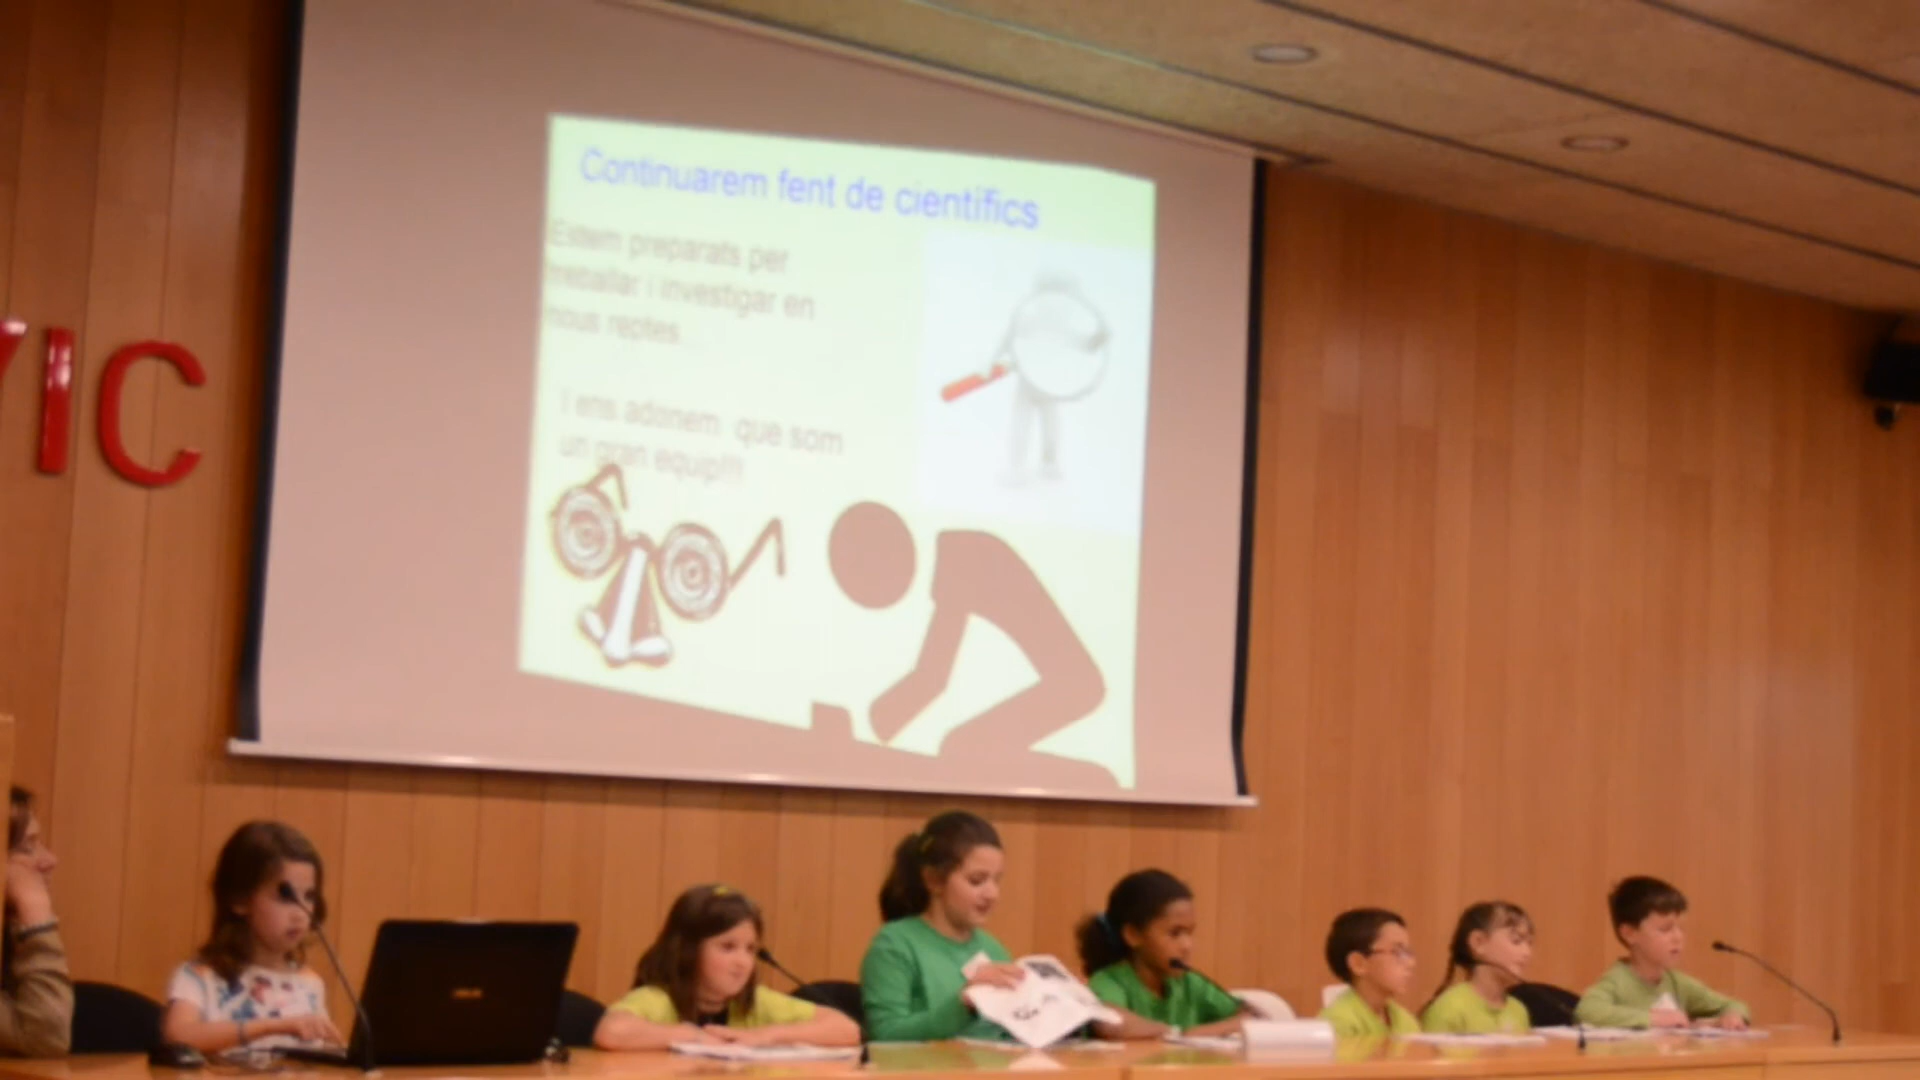 VIC
Continuarem fent de científics
Estem preparats per
treballar i investigar en
nous reptes...
I ens adonem que som
un gran equip!!!